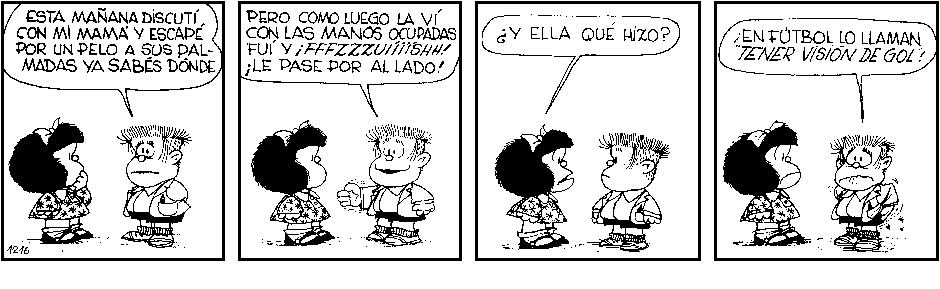 ESTA MAÑANA DISCUTÍ
CON MI MAMÁ Y ESCAPÉ
POR UN PELO A SUS PAL-
MADAS YA SABÉS DÓNDE
1216
PERO COMO LUEGO LA VÍ
CON LAS MANOS OCUPADAS
FUÍ Y ¡FFFZZZUIIIISHH!
¡LE PASÉ POR AL LADO!
¿Y ELLA QUÉ HIZO?
¡EN FÚTBOL LO LLAMAN
"TENER VISIÓN DE GOL"!